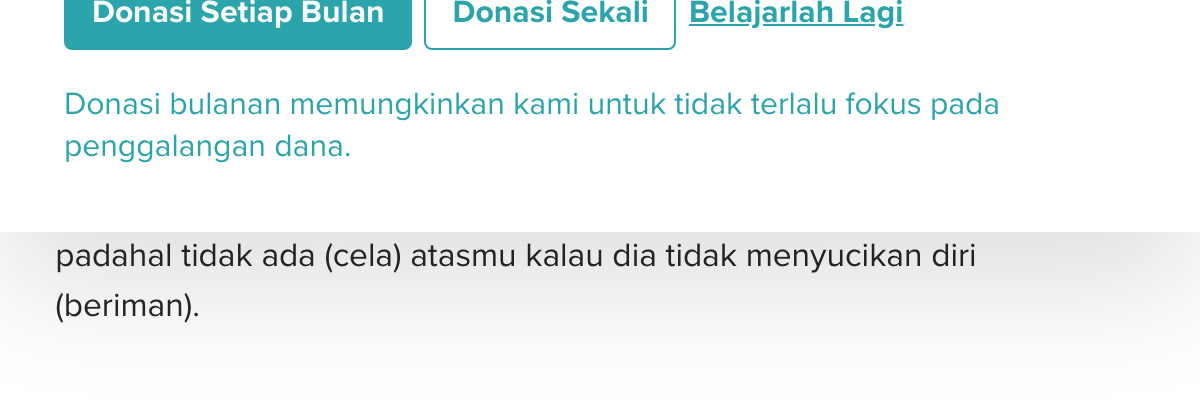 Donasi Setiap Bulan Donasi Sekali Belajarlah Lagi
Donasi bulanan memungkinkan kami untuk tidak terlalu fokus pada
penggalangan dana.
padahal tidak ada (cela) atasmu kalau dia tidak menyucikan diri
(beriman).